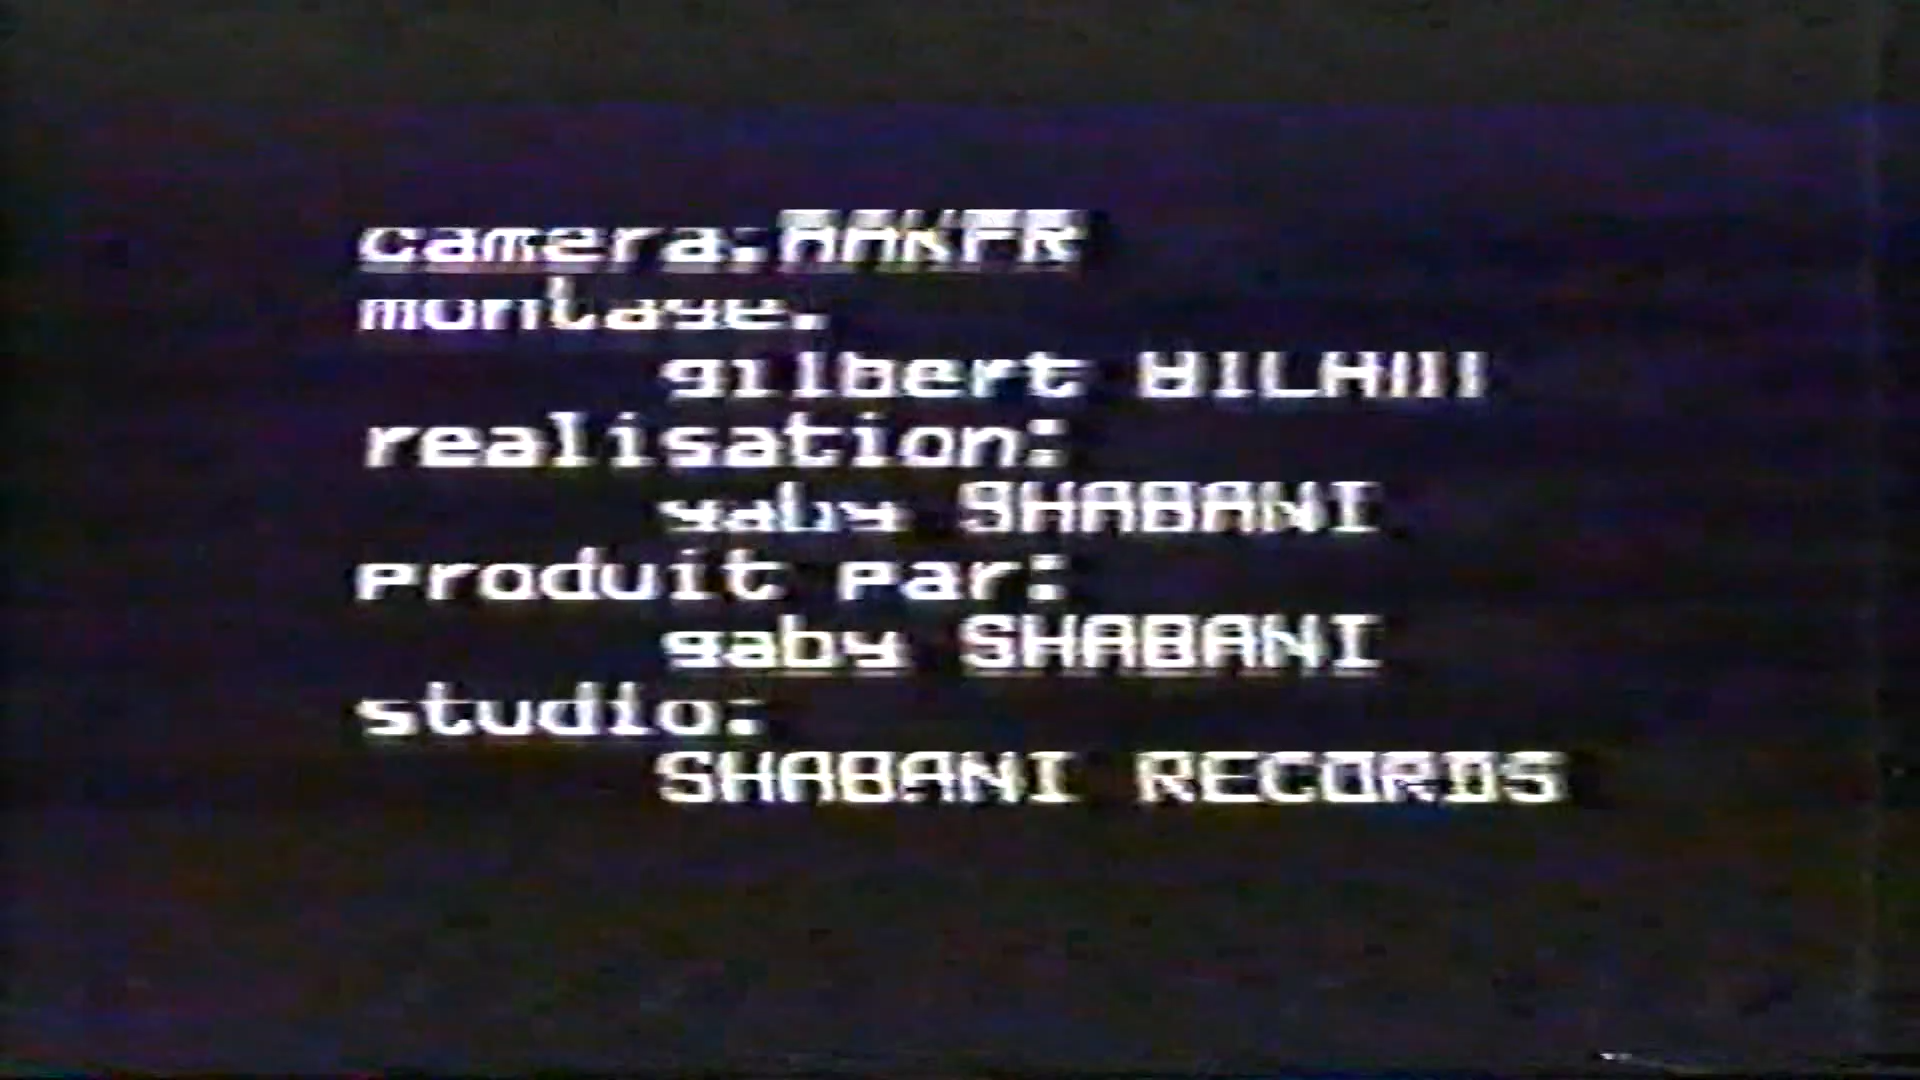 camera:
montage:
gilbert
realisation:
gaby SHABANI
produit par:
gaby SHABANI
studio:
SHABANI RECORDS